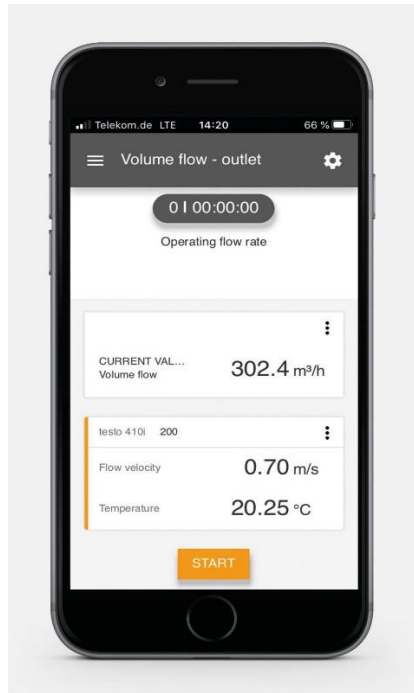 Telekom.de LTE 14:20 66 %
Volume flow - outlet
0 I 00:00:00
Operating flow rate
CURRENT VAL...
Volume flow 302.4 m³/h
testo 410i 200
Flow velocity 0.70 m/s
Temperature 20.25 °C
START